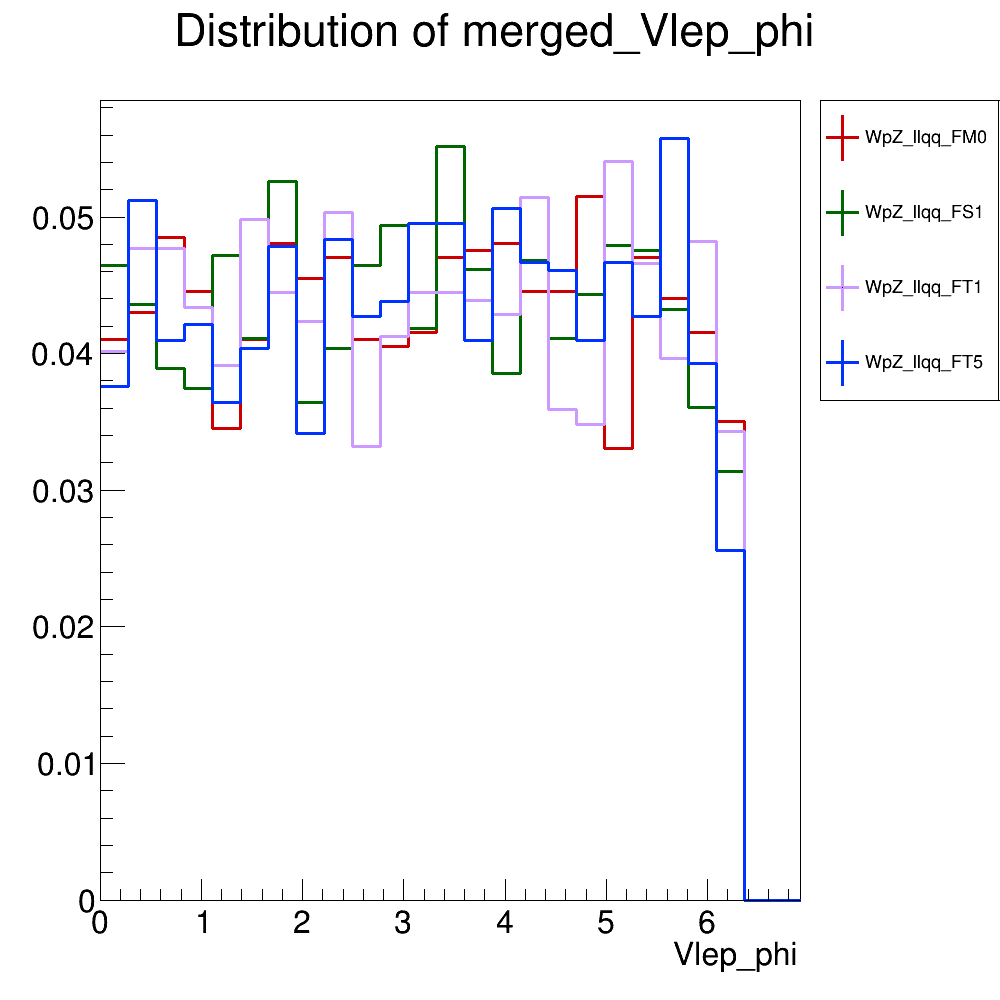 Distribution of merged_Vlep_phi
WpZ_llqq_FM0
WpZ_llqq_FS1
WpZ_llqq_FT1
WpZ_llqq_FT5
0.05
0.04
0.03
0.02
0.01
0
0 1 2 3 4 5 6
Vlep_phi